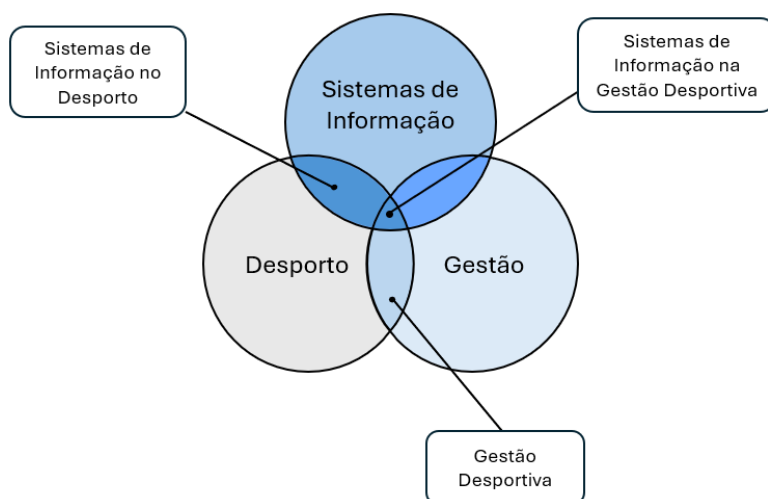 Sistemas de
Informação no
Desporto
Sistemas de
Informação na
Gestão Desportiva
Sistemas de
Informação
Desporto
Gestão
Gestão
Desportiva